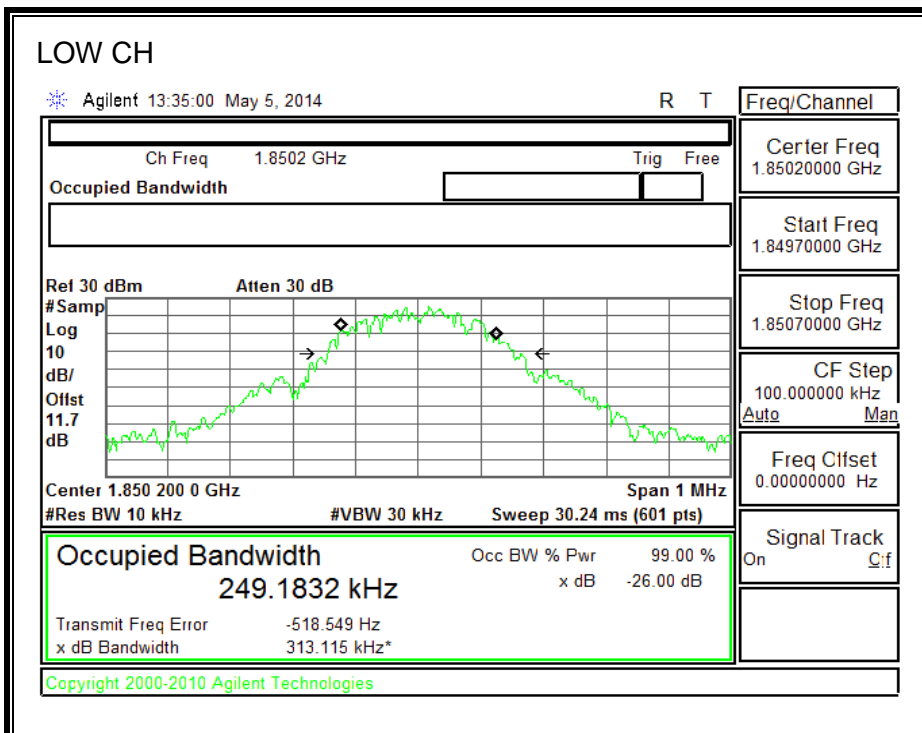 LOW CH
Agilent 13:35:00 May 5, 2014 R T
Freq/Channel
Ch Freq 1.8502 GHz Trig Free
Occupied Bandwidth
Center Freq
1.85020000 GHz
Start Freq
1.84970000 GHz
Stop Freq
1.85070000 GHz
CF Step
100.000000 kHz
Auto Man
Freq Offset
0.00000000 Hz
Signal Track
On Off
Ref 30 dBm Atten 30 dB
#Samp
Log
10
dB/
Offst
11.7
dB
Center 1.850 200 0 GHz Span 1 MHz
#Res BW 10 kHz #VBW 30 kHz Sweep 30.24 ms (601 pts)
Occupied Bandwidth
249.1832 kHz
Occ BW % Pwr 99.00 %
x dB -26.00 dB
Transmit Freq Error -518.549 Hz
x dB Bandwidth 313.115 kHz*
Copyright 2000-2010 Agilent Technologies